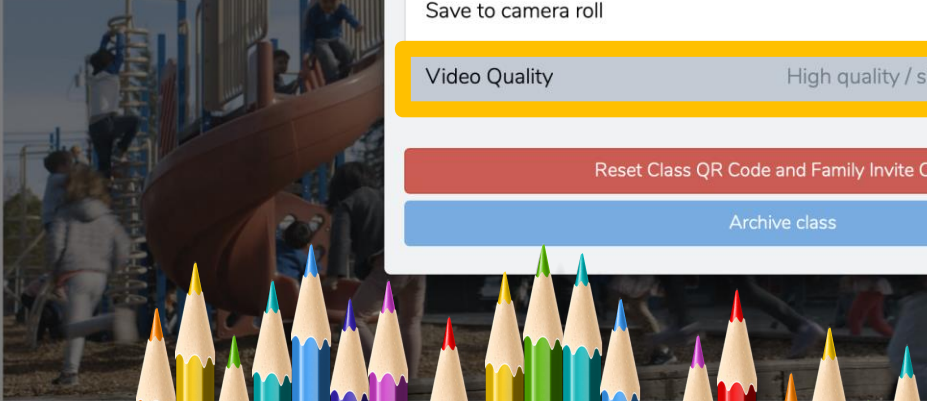 Save to camera roll
Video Quality High quality / s
Reset Class QR Code and Family Invite C
Archive class